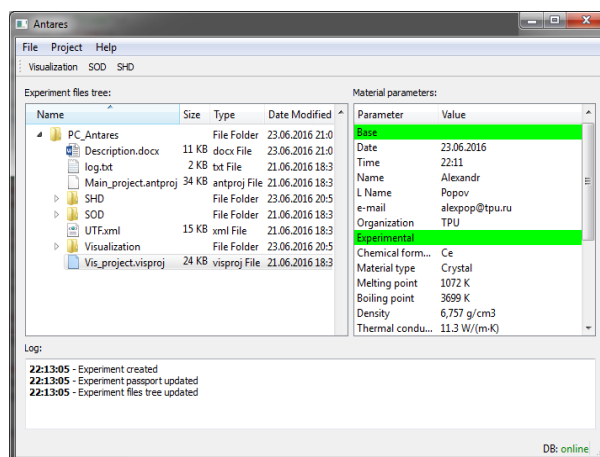 Antares
File Project Help
Visualization SOD SHD
Experiment files tree:
Name Size Type Date Modified
PC_Antares File Folder 23.06.2016 21:0
Description.docx 11 KB docx File 23.06.2016 21:0
log.txt 2 KB txt File 21.06.2016 18:3
Main_project.antproj 34 KB antproj File 21.06.2016 18:3
SHD File Folder 23.06.2016 20:5
SOD File Folder 21.06.2016 18:3
UTF.xml 15 KB xml File 21.06.2016 18:3
Visualization File Folder 23.06.2016 20:5
Vis_project.visproj 24 KB visproj File 21.06.2016 18:3
Material parameters:
Parameter Value
Base
Date 23.06.2016
Time 22:11
Name Alexandr
L Name Popov
e-mail alexpop@tpu.ru
Organization TPU
Experimental
Chemical form... Ce
Material type Crystal
Melting point 1072 K
Boiling point 3699 K
Density 6,757 g/cm3
Thermal condu... 11.3 W/(m·K)
Log:
22:13:05 - Experiment created
22:13:05 - Experiment passport updated
22:13:05 - Experiment files tree updated
DB: online